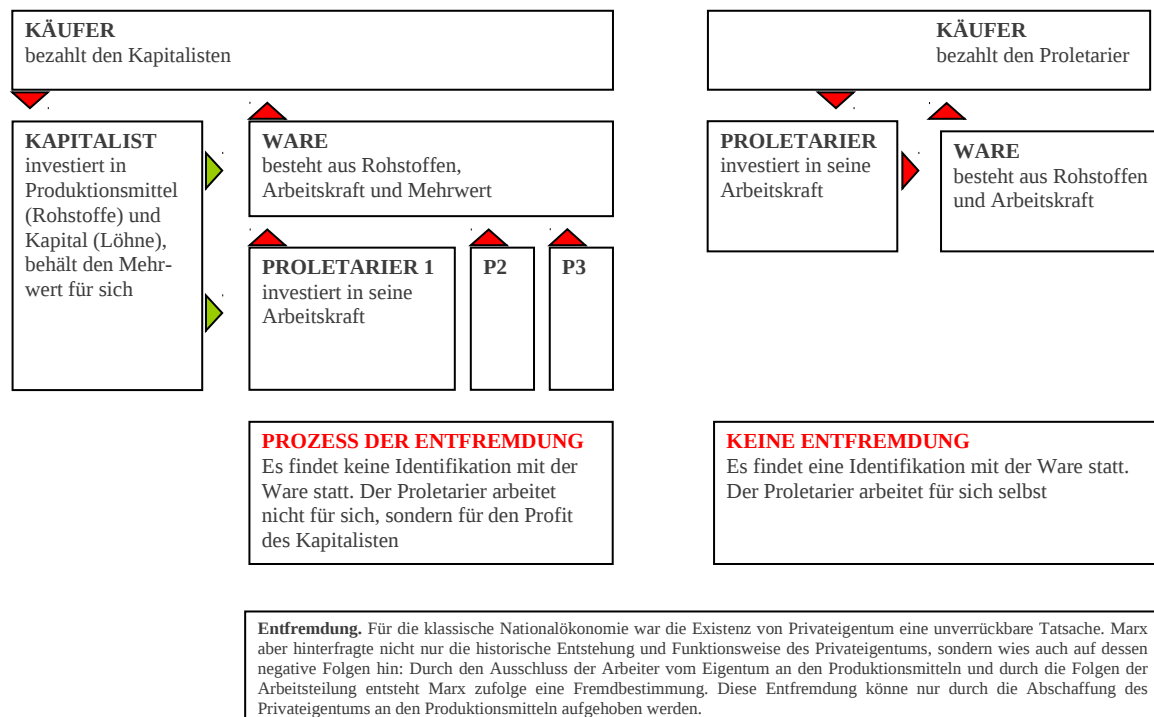 KÄUFER
bezahlt den Kapitalisten
KAPITALIST
investiert in
Produktionsmittel
(Rohstoffe) und
Kapital (Löhne),
behält den Mehr-
wert für sich
WARE
besteht aus Rohstoffen,
Arbeitskraft und Mehrwert
PROLETARIER 1
investiert in seine
Arbeitskraft
P2
P3
PROZESS DER ENTFREMDUNG
Es findet keine Identifikation mit der
Ware statt. Der Proletarier arbeitet
nicht für sich, sondern für den Profit
des Kapitalisten
KÄUFER
bezahlt den Proletarier
PROLETARIER
investiert in seine
Arbeitskraft
WARE
besteht aus Rohstoffen
und Arbeitskraft
KEINE ENTFREMDUNG
Es findet eine Identifikation mit der Ware statt.
Der Proletarier arbeitet für sich selbst
Entfremdung. Für die klassische Nationalökonomie war die Existenz von Privateigentum eine unverrückbare Tatsache. Marx
aber hinterfragte nicht nur die historische Entstehung und Funktionsweise des Privateigentums, sondern wies auch auf dessen
negative Folgen hin: Durch den Ausschluss der Arbeiter vom Eigentum an den Produktionsmitteln und durch die Folgen der
Arbeitsteilung entsteht Marx zufolge eine Fremdbestimmung. Diese Entfremdung könne nur durch die Abschaffung des
Privateigentums an den Produktionsmitteln aufgehoben werden.